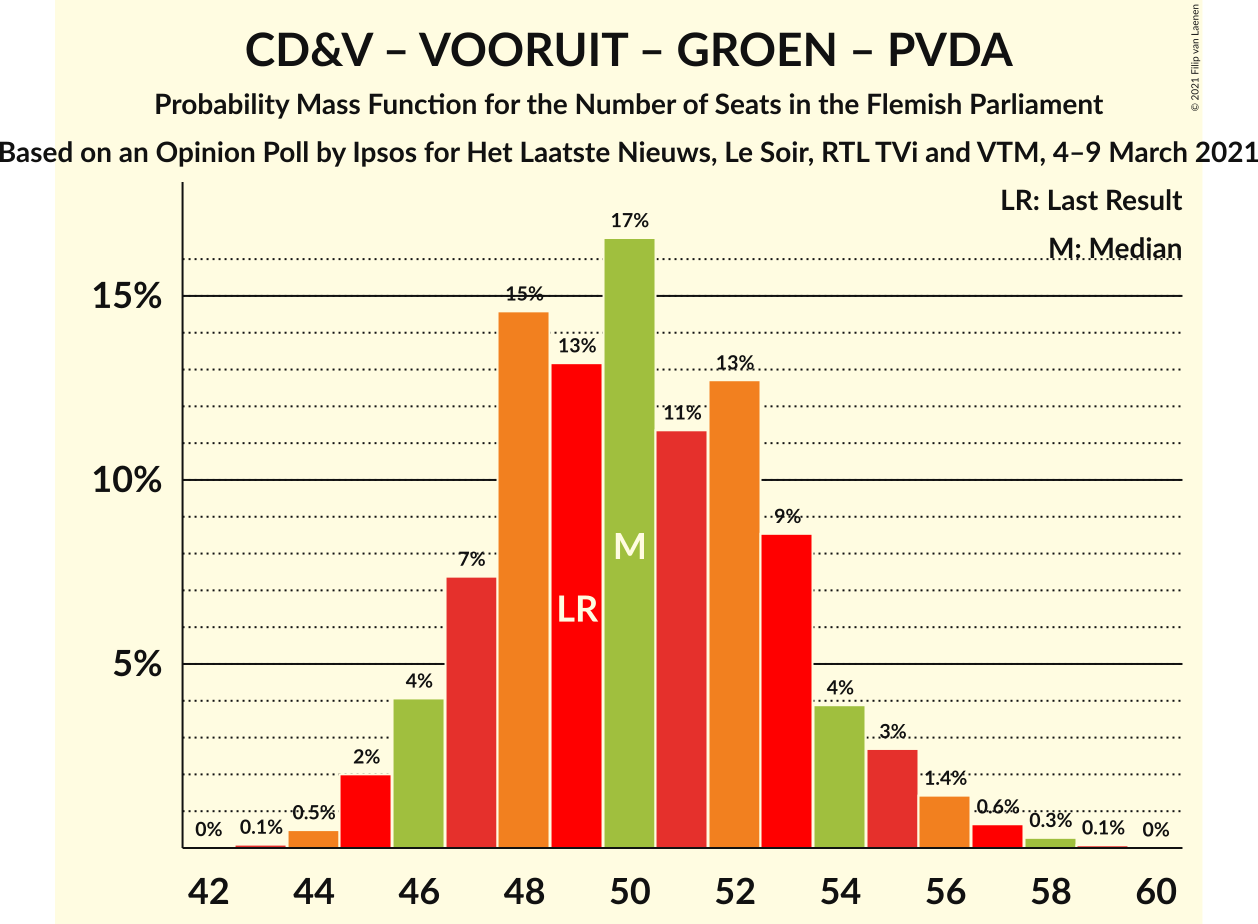 CD&V – VOORUIT – GROEN – PVDA
Probability Mass Function for the Number of Seats in the Flemish Parliament
Based on an Opinion Poll by Ipsos for Het Laatste Nieuws, Le Soir, RTL TVi and VTM, 4–9 March 2021
© 2021 Filip van Laenen
LR: Last Result
M: Median
15%
10%
5%
0%
0.1%
0.5%
2%
4%
7%
15%
13%
17%
11%
13%
9%
4%
3%
1.4%
0.6%
0.3%
0.1%
0%
LR
M
42 44 46 48 50 52 54 56 58 60